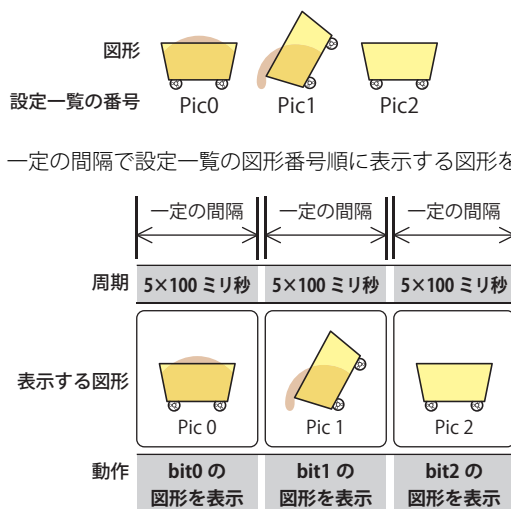 図形
設定一覧の番号 Pic0 Pic1 Pic2
一定の間隔で設定一覧の図形番号順に表示する図形を
一定の間隔 一定の間隔 一定の間隔
周期 5×100 ミリ秒 5×100 ミリ秒 5×100 ミリ秒
表示する図形
Pic 0 Pic 1 Pic 2
動作 bit0 の bit1 の bit2 の
図形を表示 図形を表示 図形を表示